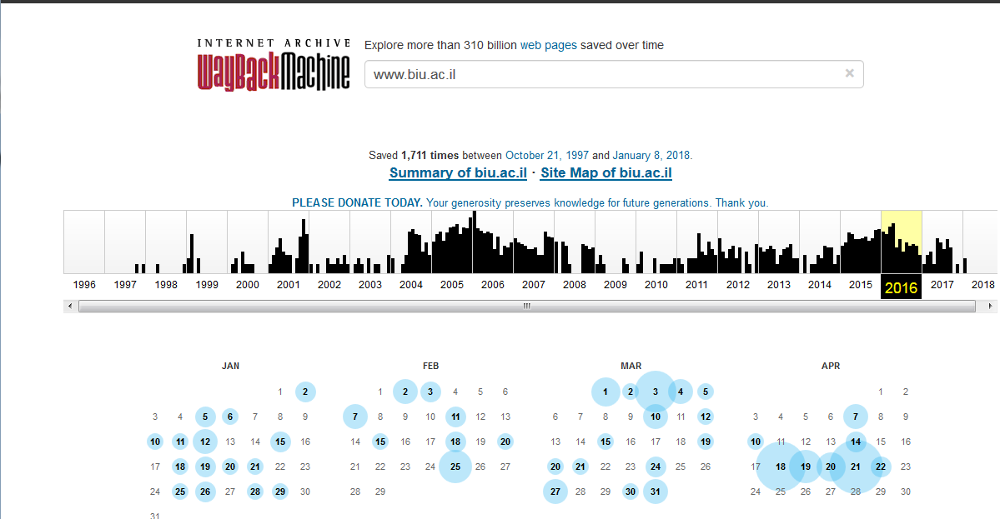 INTERNET ARCHIVE
Explore more than 310 billion web pages saved over time
WayBackMachine
www.biu.ac.il ×
Saved 1,711 times between October 21, 1997 and January 8, 2018.
Summary of biu.ac.il · Site Map of biu.ac.il
PLEASE DONATE TODAY. Your generosity preserves knowledge for future generations. Thank you.
1996 1997 1998 1999 2000 2001 2002 2003 2004 2005 2006 2007 2008 2009 2010 2011 2012 2013 2014 2015 2016 2017 2018
JAN FEB MAR APR
1 2 1 2 3 4 5 6 1 2 3 4 5 1 2
3 4 5 6 7 8 9 7 8 9 10 11 12 13 6 7 8 9 10 11 12 3 4 5 6 7 8 9
10 11 12 13 14 15 16 14 15 16 17 18 19 20 13 14 15 16 17 18 19 10 11 12 13 14 15 16
17 18 19 20 21 22 23 21 22 23 24 25 26 27 20 21 22 23 24 25 26 17 18 19 20 21 22 23
24 25 26 27 28 29 30 28 29 27 28 29 30 31 24 25 26 27 28 29 30
31